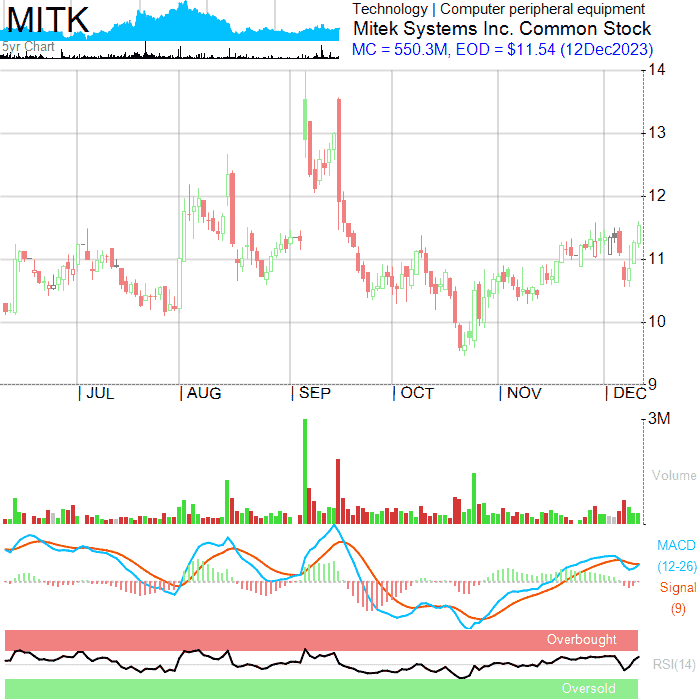 MITK
5yr Chart
Technology | Computer peripheral equipment
Mitek Systems Inc. Common Stock
MC = 550.3M, EOD = $11.54 (12Dec2023)
14
13
12
11
10
9
| JUL | AUG | SEP | OCT | NOV | DEC
3M
Volume
MACD
(12-26)
Signal
(9)
Overbought
RSI(14)
Oversold